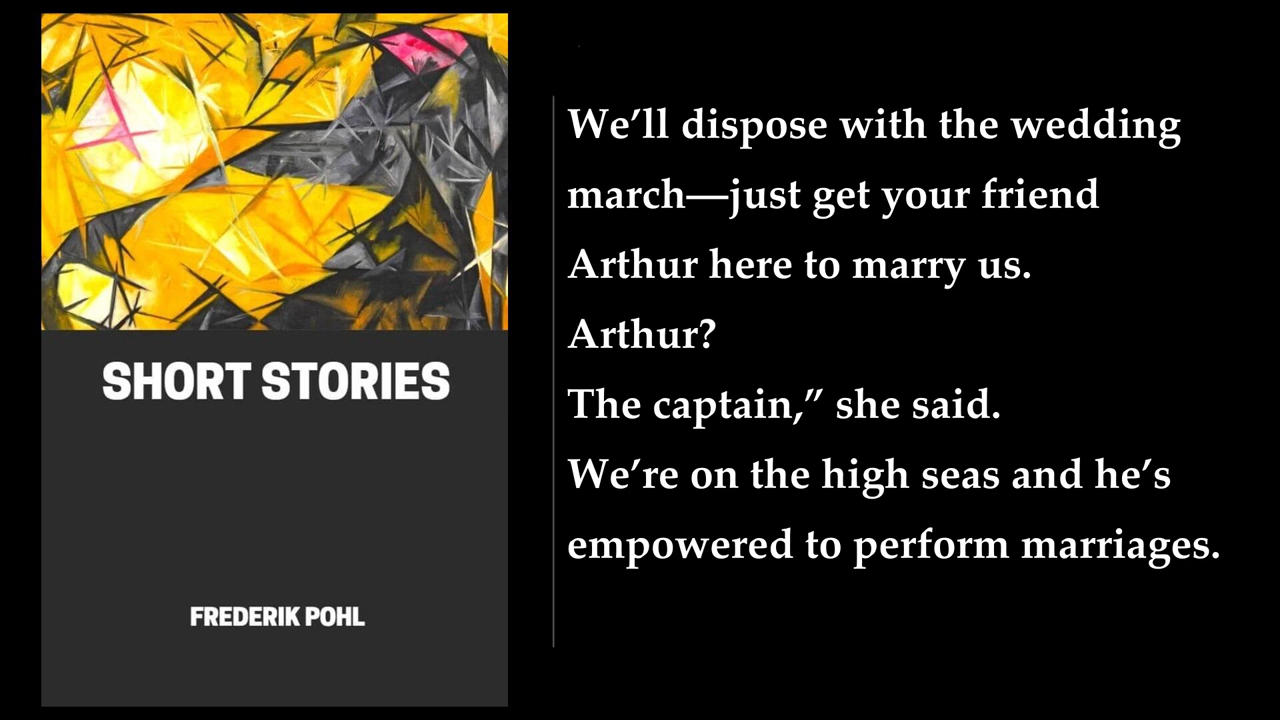 SHORT STORIES
FREDERIK POHL
We’ll dispose with the wedding
march—just get your friend
Arthur here to marry us.
Arthur?
The captain,” she said.
We’re on the high seas and he’s
empowered to perform marriages.